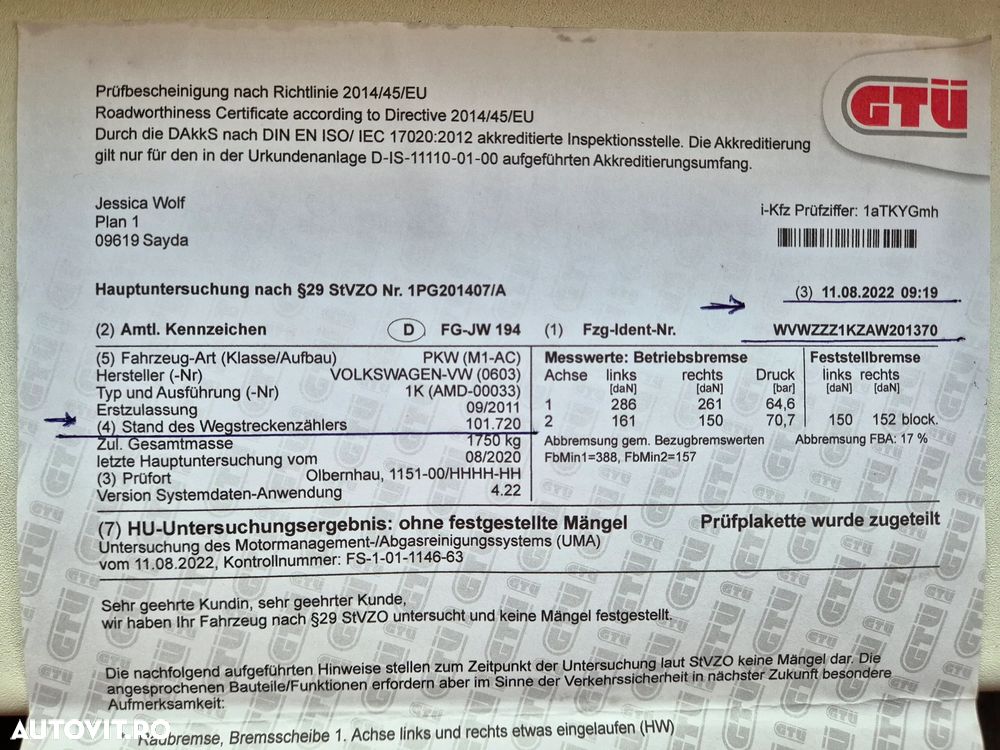 GTÜ
Prüfbescheinigung nach Richtlinie 2014/45/EU
Roadworthiness Certificate according to Directive 2014/45/EU
Durch die DAkkS nach DIN EN ISO/ IEC 17020:2012 akkreditierte Inspektionsstelle. Die Akkreditierung
gilt nur für den in der Urkundenanlage D-IS-11110-01-00 aufgeführten Akkreditierungsumfang.
Jessica Wolf
Plan 1
09619 Sayda
i-Kfz Prüfziffer: 1aTKYGmh
Hauptuntersuchung nach §29 StVZO Nr. 1PG201407/A
(3) 11.08.2022 09:19
(2) Amtl. Kennzeichen D FG-JW 194 (1) Fzg-Ident-Nr. WVWZZZ1KZAW201370
(5) Fahrzeug-Art (Klasse/Aufbau) PKW (M1-AC)
Hersteller (-Nr) VOLKSWAGEN-VW (0603)
Typ und Ausführung (-Nr) 1K (AMD-00033)
Erstzulassung 09/2011
(4) Stand des Wegstreckenzählers 101.720
Zul. Gesamtmasse 1750 kg
letzte Hauptuntersuchung vom 08/2020
(3) Prüfort Olbernhau, 1151-00/HHHH-HH
Version Systemdaten-Anwendung 4.22
Messwerte: Betriebsbremse Feststellbremse
Achse links rechts Druck links rechts
[daN] [daN] [bar] [daN] [daN]
1 286 261 64,6
2 161 150 70,7 150 152 block.
Abbremsung gem. Bezugbremswerten Abbremsung FBA: 17 %
FbMin1=388, FbMin2=157
(7) HU-Untersuchungsergebnis: ohne festgestellte Mängel Prüfplakette wurde zugeteilt
Untersuchung des Motormanagement-/Abgasreinigungssystems (UMA)
vom 11.08.2022, Kontrollnummer: FS-1-01-1146-63
Sehr geehrte Kundin, sehr geehrter Kunde,
wir haben Ihr Fahrzeug nach §29 StVZO untersucht und keine Mängel festgestellt.
Die nachfolgend aufgeführten Hinweise stellen zum Zeitpunkt der Untersuchung laut StVZO keine Mängel dar. Die
angesprochenen Bauteile/Funktionen erfordern aber im Sinne der Verkehrssicherheit in nächster Zukunft besondere
Aufmerksamkeit:
Radbremse, Bremsscheibe 1. Achse links und rechts etwas eingelaufen (HW)
AUTOVIT.RO